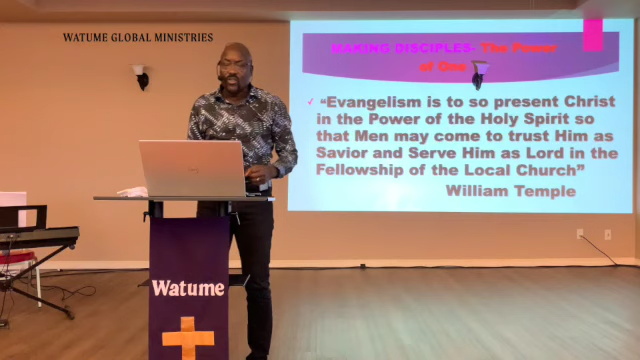 WATUME GLOBAL MINISTRIES
MAKING DISCIPLES- The Power
of One
✓ “Evangelism is to so present Christ
in the Power of the Holy Spirit so
that Men may come to trust Him as
Savior and Serve Him as Lord in the
Fellowship of the Local Church”
William Temple
Watume